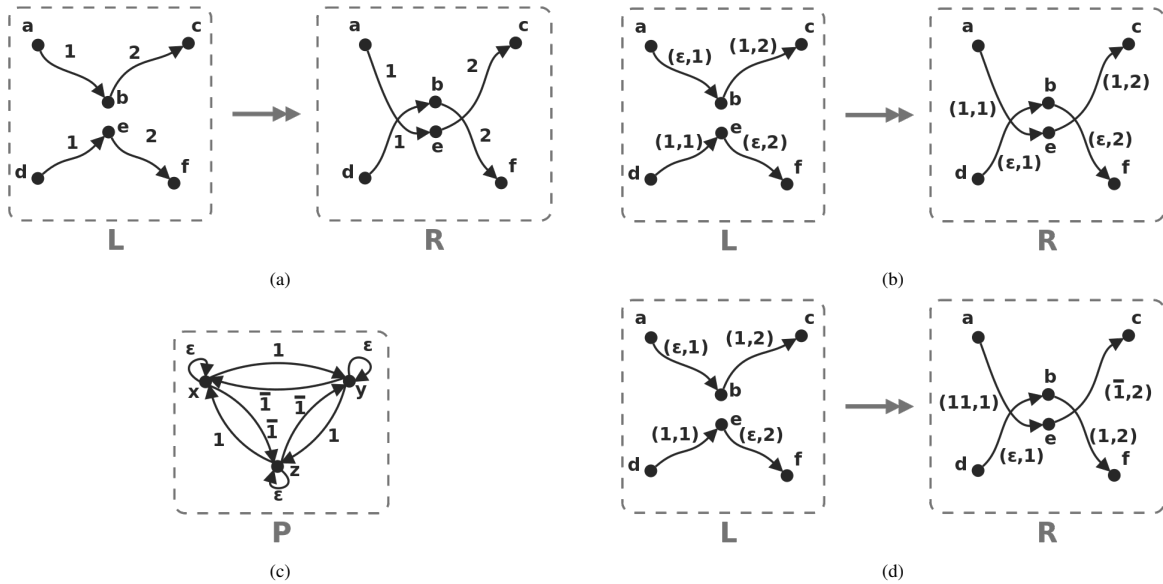 a
c
1
2
b
e
1
2
d
f
L
a
c
1
2
b
e
1
2
d
f
R
(a)
a
c
(ε,1)
(1,2)
b
e
(1,1)
(ε,2)
d
f
L
a
c
(1,2)
b
(1,1)
e
(ε,2)
(ε,1)
d
f
R
(b)
ε
1
ε
x
y
1̅
1̅
1̅
1
1
z
ε
P
(c)
a
c
(ε,1)
(1,2)
b
e
(1,1)
(ε,2)
d
f
L
a
c
b
(11,1)
(1̅,2)
e
(1,2)
(ε,1)
d
f
R
(d)